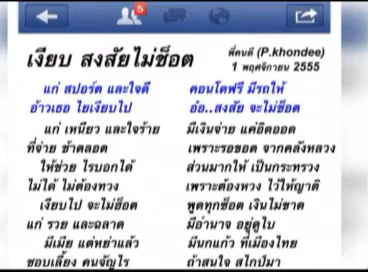 5
เงียบ สงสัยไม่ช็อต
พี่คนดี (P.khondee)
1 พฤศจิกายน 2555
แก่ สปอร์ต และใจดี คอนโดฟรี มีรถให้
อ้าวเธอ ไยเงียบไป อ๋อ..สงสัย จะไม่ช็อต
แก่ เหนียว และใจร้าย มีเงินจ่าย แค่อิดออด
ที่จ่าย ช้าตลอด เพราะรอขอด จากคลังหลวง
ให้ช่วย ไรบอกได้ ส่วนมากให้ เป็นกระทรวง
ไม่ได้ ไม่ต้องทวง เพราะต้องหวง ไว้ให้ญาติ
เงียบไป จะไม่ช็อต พูดทุกช็อต เงินไม่ขาด
แก่ รวย และฉลาด มีอำนาจ อยู่ดูไบ
มีเมีย แต่หย่าแล้ว มีนกแก้ว ที่เมืองไทย
ชอบเลี้ยง คนจัญไร ถ้าสนใจ สไกป์มา